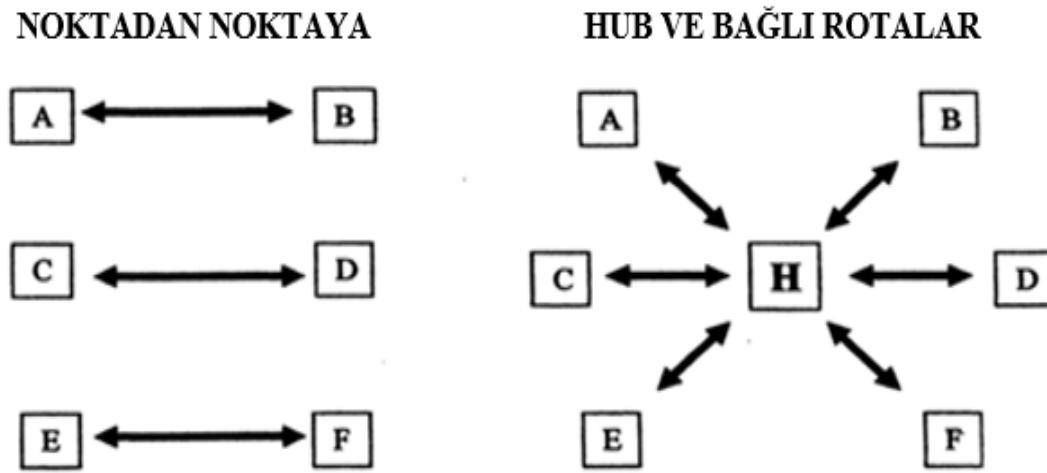 NOKTADAN NOKTAYA
A B
C D
E F
HUB VE BAĞLI ROTALAR
A B
C H D
E F